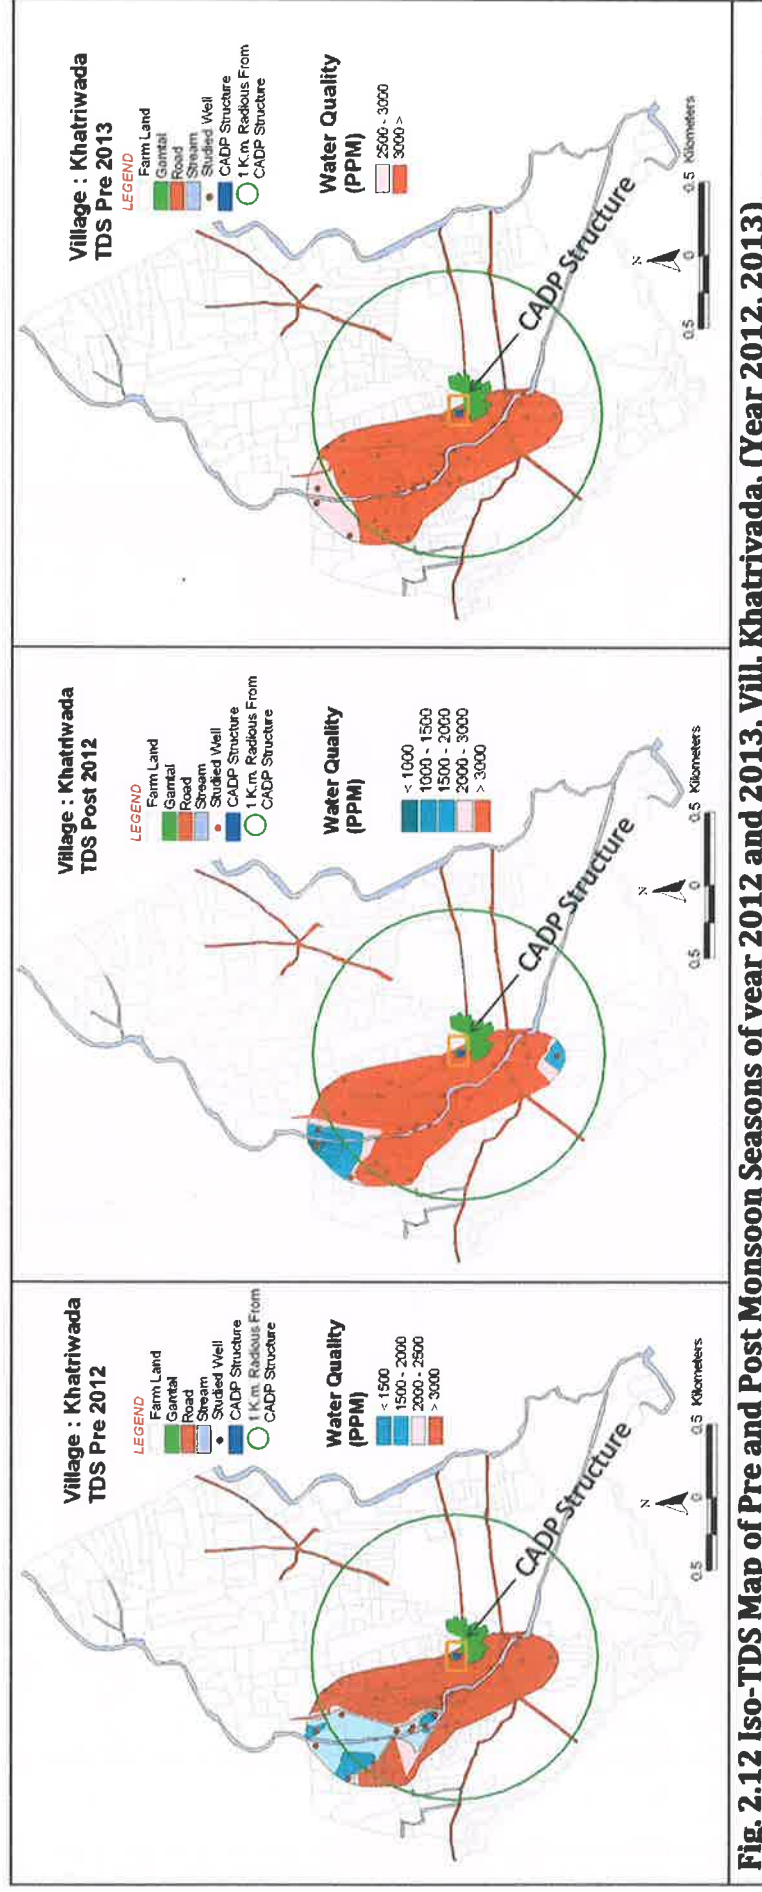 Village : Khatriwada
TDS Pre 2012
LEGEND
Farm Land
Gamtal
Road
Stream
Studied Well
CADP Structure
1 K.m. Radious From
CADP Structure
Water Quality
(PPM)
< 1500
1500 - 2000
2000 - 2500
> 3000
CADP Structure
N
0.5 0 0.5 Kilometers
Village : Khatriwada
TDS Post 2012
LEGEND
Farm Land
Gamtal
Road
Stream
Studied Well
CADP Structure
1 K.m. Radious From
CADP Structure
Water Quality
(PPM)
< 1000
1000 - 1500
1500 - 2000
2000 - 3000
> 3000
CADP Structure
N
0.5 0 0.5 Kilometers
Village : Khatriwada
TDS Pre 2013
LEGEND
Farm Land
Gamtal
Road
Stream
Studied Well
CADP Structure
1 K.m. Radious From
CADP Structure
Water Quality
(PPM)
2500 - 3000
3000 >
CADP Structure
N
0.5 0 0.5 Kilometers
Fig. 2.12 Iso-TDS Map of Pre and Post Monsoon Seasons of year 2012 and 2013, Vill. Khatrivada, (Year 2012, 2013)